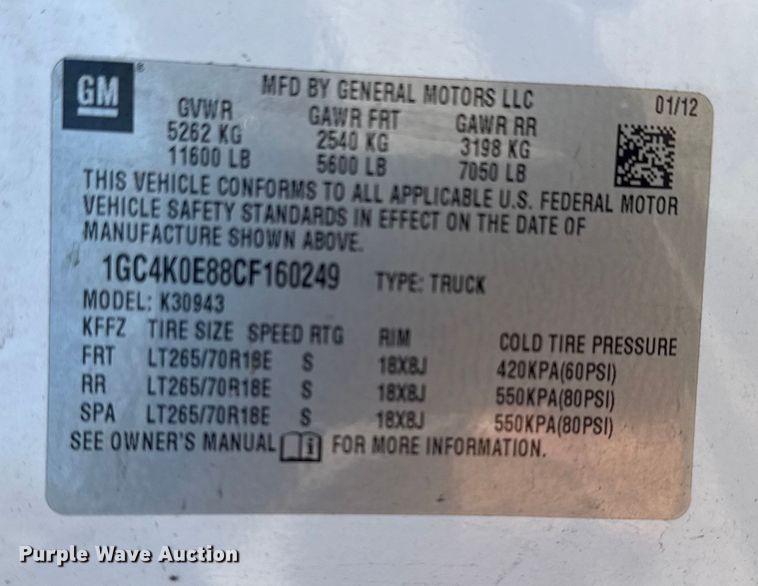 GM®
MFD BY GENERAL MOTORS LLC
01/12
GVWR GAWR FRT GAWR RR
5262 KG 2540 KG 3198 KG
11600 LB 5600 LB 7050 LB
THIS VEHICLE CONFORMS TO ALL APPLICABLE U.S. FEDERAL MOTOR
VEHICLE SAFETY STANDARDS IN EFFECT ON THE DATE OF
MANUFACTURE SHOWN ABOVE.
1GC4K0E88CF160249 TYPE: TRUCK
MODEL: K30943
KFFZ TIRE SIZE SPEED RTG RIM COLD TIRE PRESSURE
FRT LT265/70R18E S 18X8J 420KPA(60PSI)
RR LT265/70R18E S 18X8J 550KPA(80PSI)
SPA LT265/70R18E S 18X8J 550KPA(80PSI)
SEE OWNER'S MANUAL i FOR MORE INFORMATION.
Purple Wave Auction